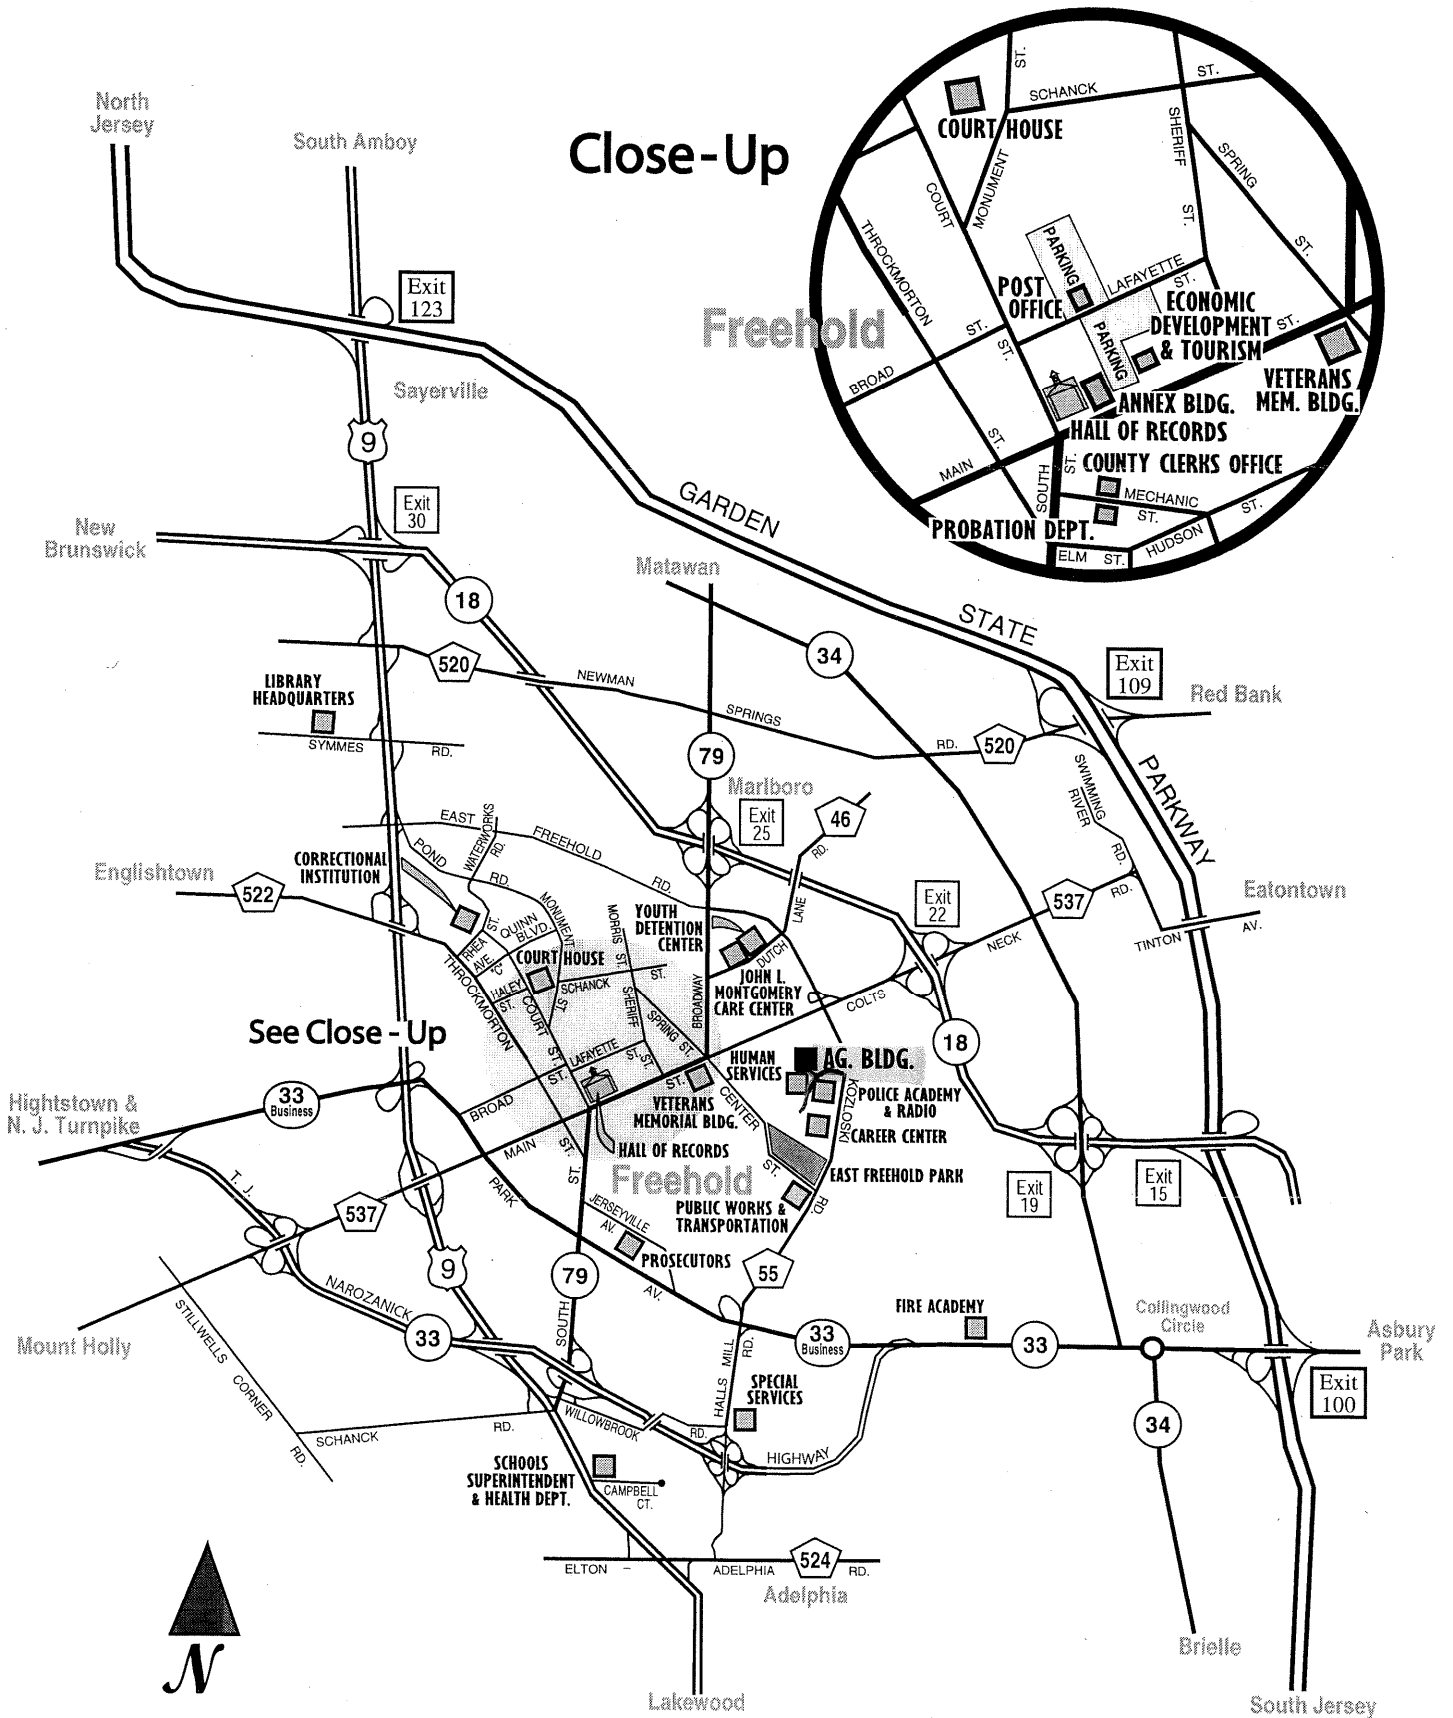 North
Jersey
South Amboy
Close-Up
Exit
123
Sayerville
9
Exit
30
New
Brunswick
18
GARDEN
STATE
PARKWAY
Matawan
34
520
NEWMAN
SPRINGS
RD.
520
Exit
109
Red Bank
LIBRARY
HEADQUARTERS
SYMMES
RD.
79
Marlboro
Exit
25
46
RD.
LANE
DUTCH
SWIMMING
RIVER
RD.
EAST
FREEHOLD
RD.
WATERWORKS
RD.
POND
RD.
CORRECTIONAL
INSTITUTION
Englishtown
522
Exit
22
537
RD.
NECK
COLTS
Eatontown
TINTON
AV.
YOUTH
DETENTION
CENTER
JOHN L.
MONTGOMERY
CARE CENTER
BROADWAY
MONUMENT
ST.
QUINN
BLVD.
ST.
RHEA
AVE.
"C"
HALEY
ST.
COURT HOUSE
SCHANCK
ST.
MORRIS
ST.
SHERIFF
ST.
SPRING ST.
COURT
ST.
THROCKMORTON
ST.
LAFAYETTE
ST.
See Close - Up
33
Business
Hightstown &
N. J. Turnpike
BROAD
ST.
MAIN
ST.
VETERANS
MEMORIAL BLDG.
HALL OF RECORDS
Freehold
HUMAN
SERVICES
AG. BLDG.
POLICE ACADEMY
& RADIO
CAREER CENTER
KOZLOSKI
RD.
CENTER
ST.
EAST FREEHOLD PARK
PUBLIC WORKS &
TRANSPORTATION
18
Exit
19
Exit
15
T. J.
NAROZANICK
HIGHWAY
537
PARK
AV.
JERSEYVILLE
AV.
PROSECUTORS
55
9
79
SOUTH
ST.
33
33
Business
FIRE ACADEMY
33
Collingwood
Circle
Asbury
Park
Exit
100
34
Mount Holly
STILLWELLS
CORNER
RD.
SCHANCK
RD.
WILLOWBROOK
RD.
HALLS MILL
RD.
SPECIAL
SERVICES
SCHOOLS
SUPERINTENDENT
& HEALTH DEPT.
CAMPBELL
CT.
ELTON - ADELPHIA
524
RD.
Adelphia
Brielle
N
Lakewood
South Jersey
ST.
SCHANCK
ST.
COURT HOUSE
COURT
MONUMENT
SHERIFF
ST.
SPRING
ST.
THROCKMORTON
PARKING
POST
OFFICE
LAFAYETTE
ST.
Freehold
ST.
ST.
PARKING
ECONOMIC
DEVELOPMENT
& TOURISM
ST.
BROAD
VETERANS
MEM. BLDG.
ANNEX BLDG.
HALL OF RECORDS
ST.
MAIN
SOUTH
ST.
COUNTY CLERKS OFFICE
MECHANIC
ST.
PROBATION DEPT.
HUDSON
ST.
ELM ST.